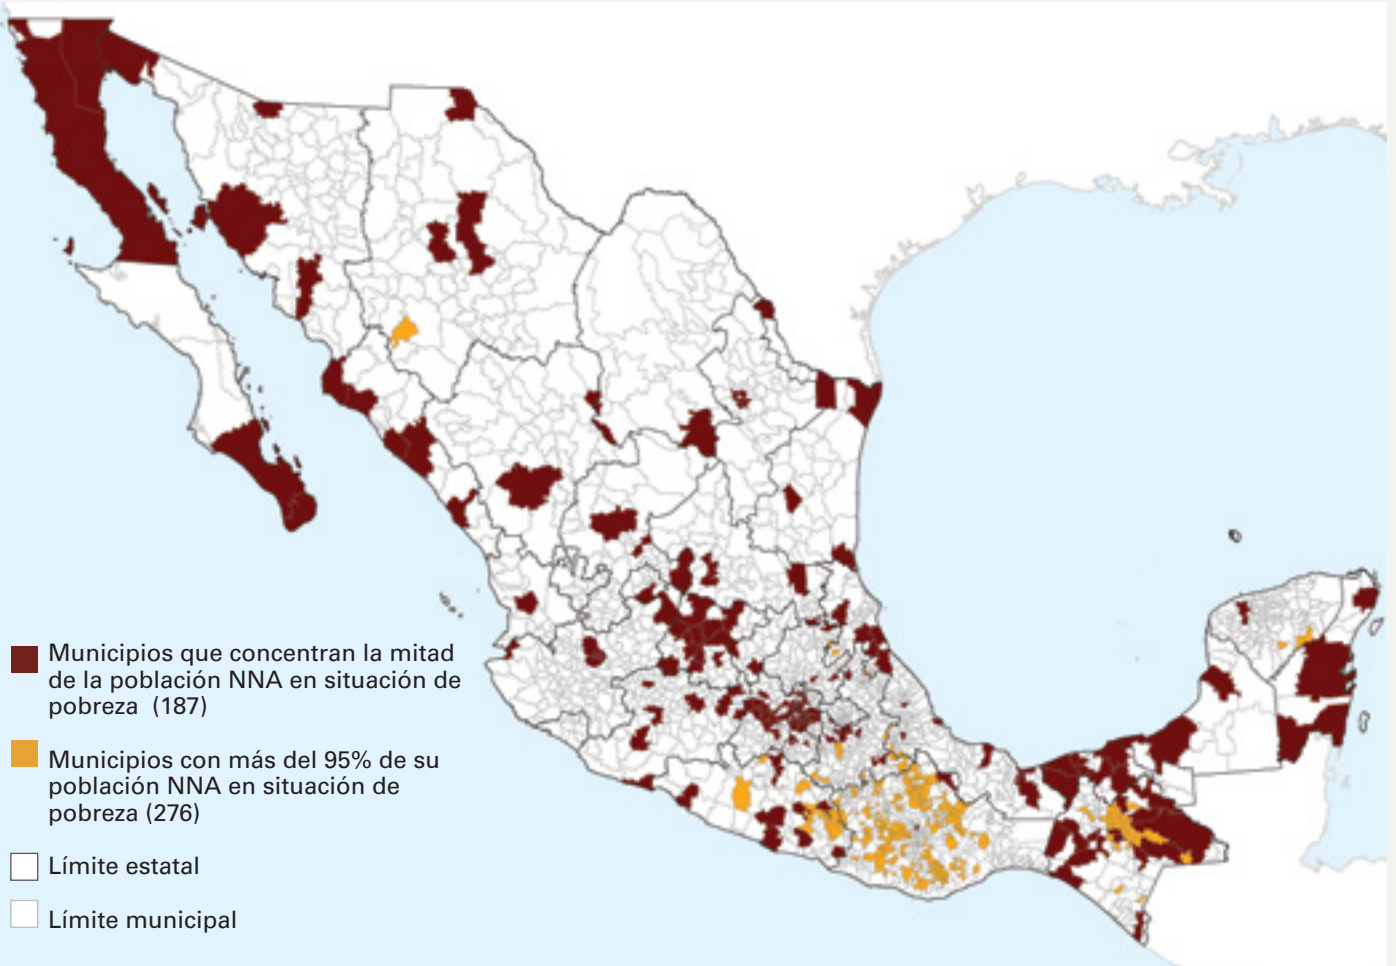 Municipios que concentran la mitad
de la población NNA en situación de
pobreza (187)
Municipios con más del 95% de su
población NNA en situación de
pobreza (276)
Límite estatal
Límite municipal